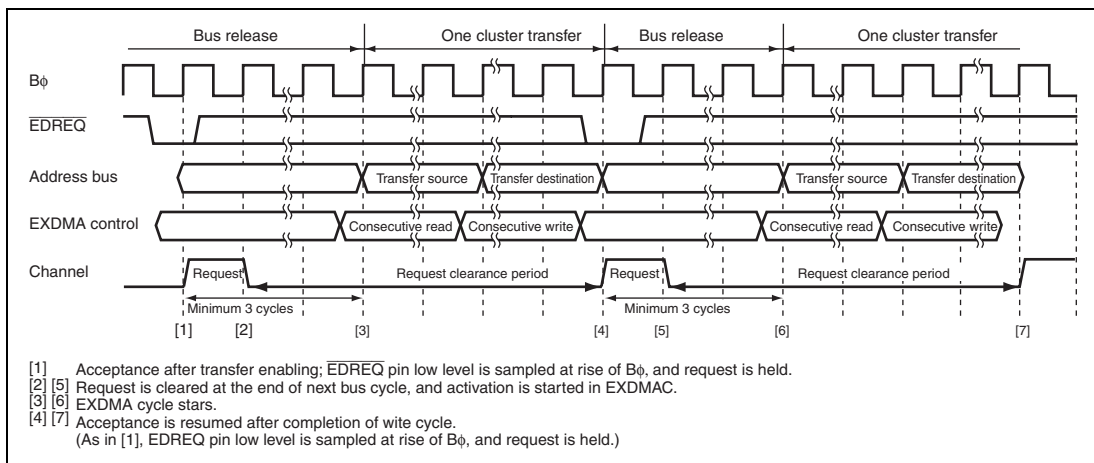 Bus release One cluster transfer Bus release One cluster transfer
Bϕ
EDREQ
Address bus Transfer source Transfer destination Transfer source Transfer destination
EXDMA control Consecutive read Consecutive write Consecutive read Consecutive write
Channel Request Request clearance period Request Request clearance period
Minimum 3 cycles Minimum 3 cycles
[1] [2] [3] [4] [5] [6] [7]
[1] Acceptance after transfer enabling; EDREQ pin low level is sampled at rise of Bϕ, and request is held.
[2] [5] Request is cleared at the end of next bus cycle, and activation is started in EXDMAC.
[3] [6] EXDMA cycle stars.
[4] [7] Acceptance is resumed after completion of wite cycle.
(As in [1], EDREQ pin low level is sampled at rise of Bϕ, and request is held.)